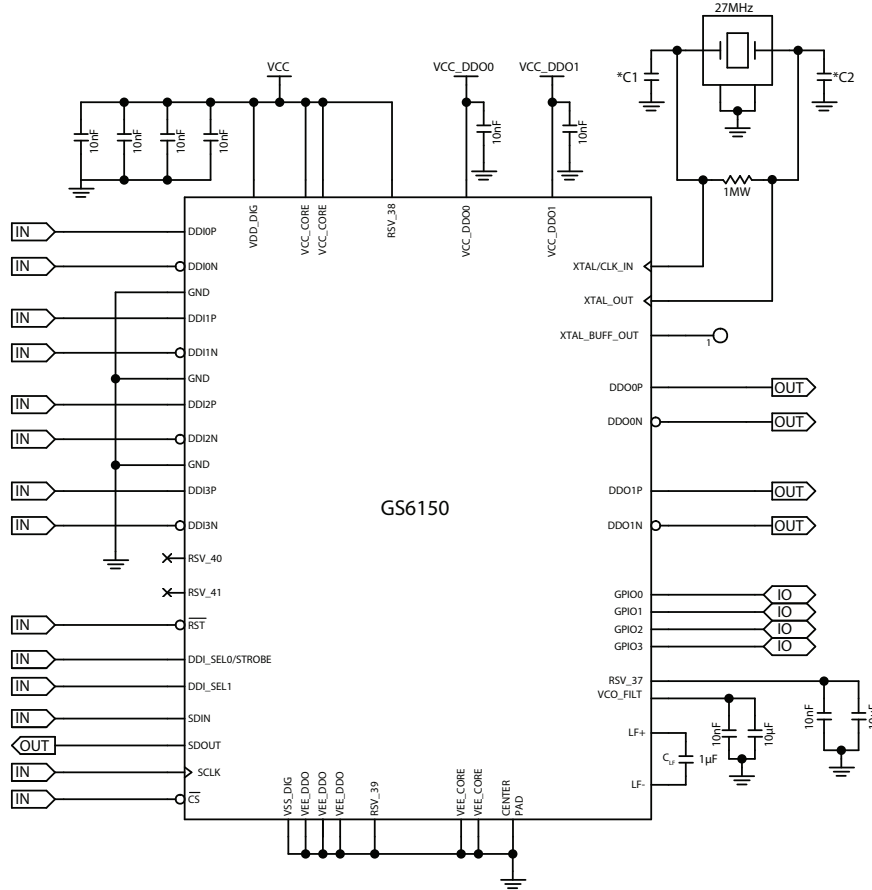 27MHz
VCC
VCC_DDO0
VCC_DDO1
*C1
*C2
10nF
10nF
10nF
10nF
10nF
10nF
1MW
VDD_DIG
VCC_CORE
VCC_CORE
RSV_38
VCC_DDO0
VCC_DDO1
IN
DDI0P
IN
DDI0N
GND
IN
DDI1P
IN
DDI1N
GND
IN
DDI2P
IN
DDI2N
GND
IN
DDI3P
IN
DDI3N
RSV_40
RSV_41
IN
RST
IN
DDI_SEL0/STROBE
IN
DDI_SEL1
IN
SDIN
OUT
SDOUT
IN
SCLK
IN
CS
GS6150
XTAL/CLK_IN
XTAL_OUT
XTAL_BUFF_OUT
1
DDO0P
OUT
DDO0N
OUT
DDO1P
OUT
DDO1N
OUT
GPIO0
IO
GPIO1
IO
GPIO2
IO
GPIO3
IO
RSV_37
VCO_FILT
10nF
10µF
10nF
10µF
LF+
CLF
1µF
LF-
VSS_DIG
VEE_DDO
VEE_DDO
VEE_DDO
RSV_39
VEE_CORE
VEE_CORE
CENTER
PAD